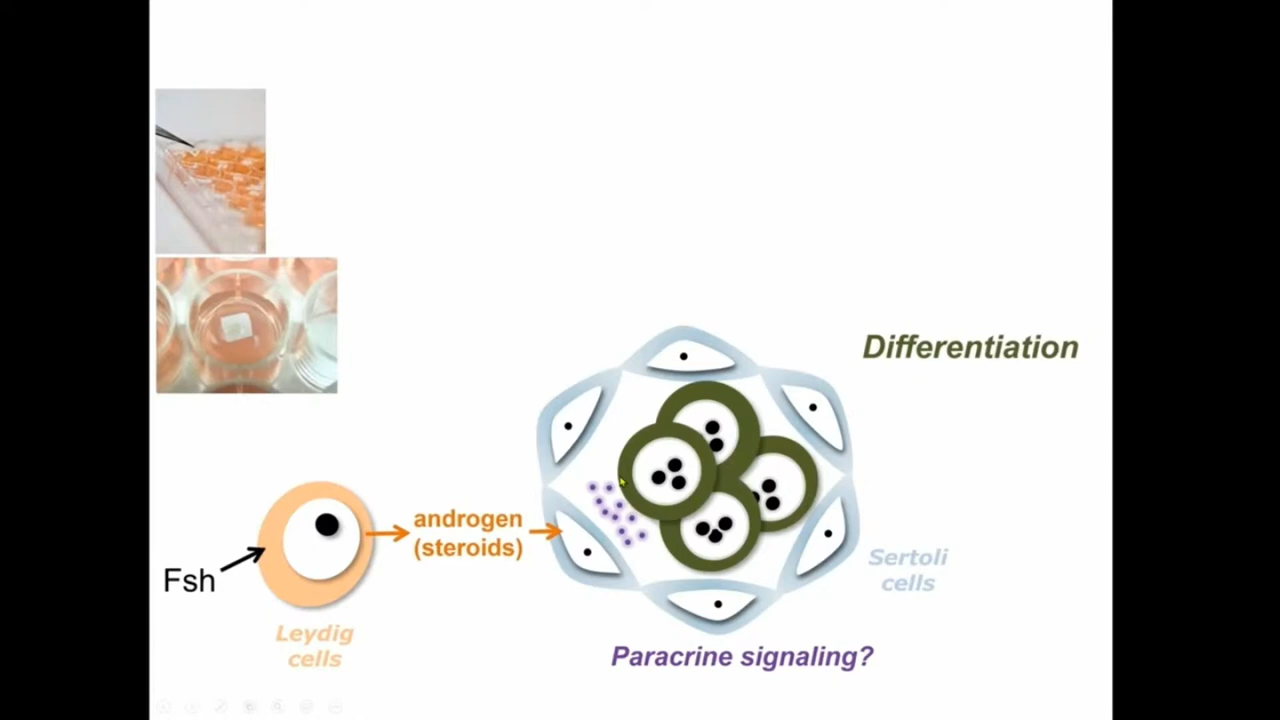 Differentiation
androgen
(steroids)
Fsh
Sertoli
cells
Leydig
cells
Paracrine signaling?